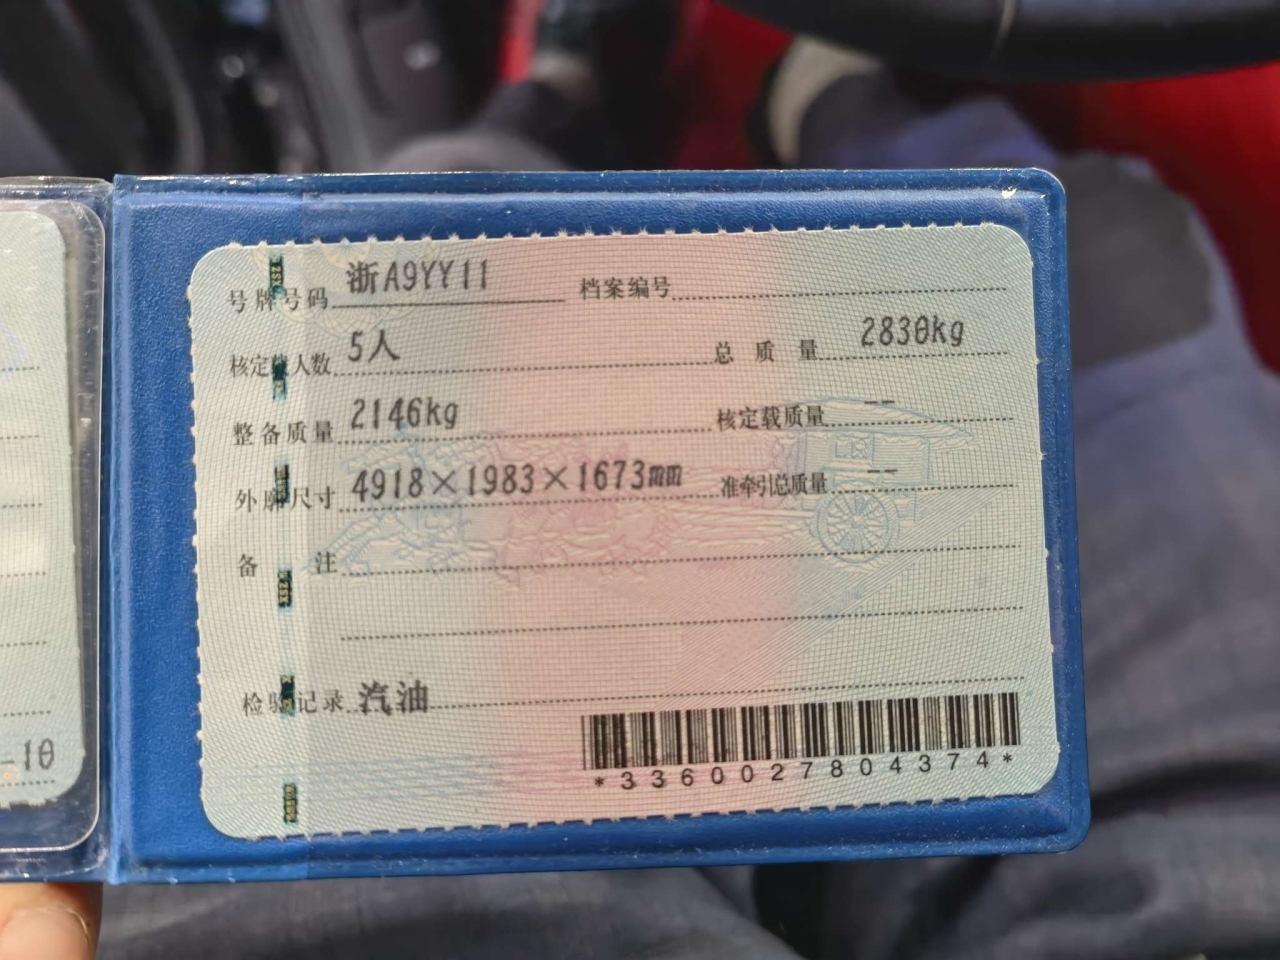 号牌号码 浙A9YY11 档案编号
核定载人数 5人 总质量 2830kg
整备质量 2146kg 核定载质量 --
外廓尺寸 4918×1983×1673mm 准牵引总质量 --
备注
检验记录 汽油
*3360027804374*
-10